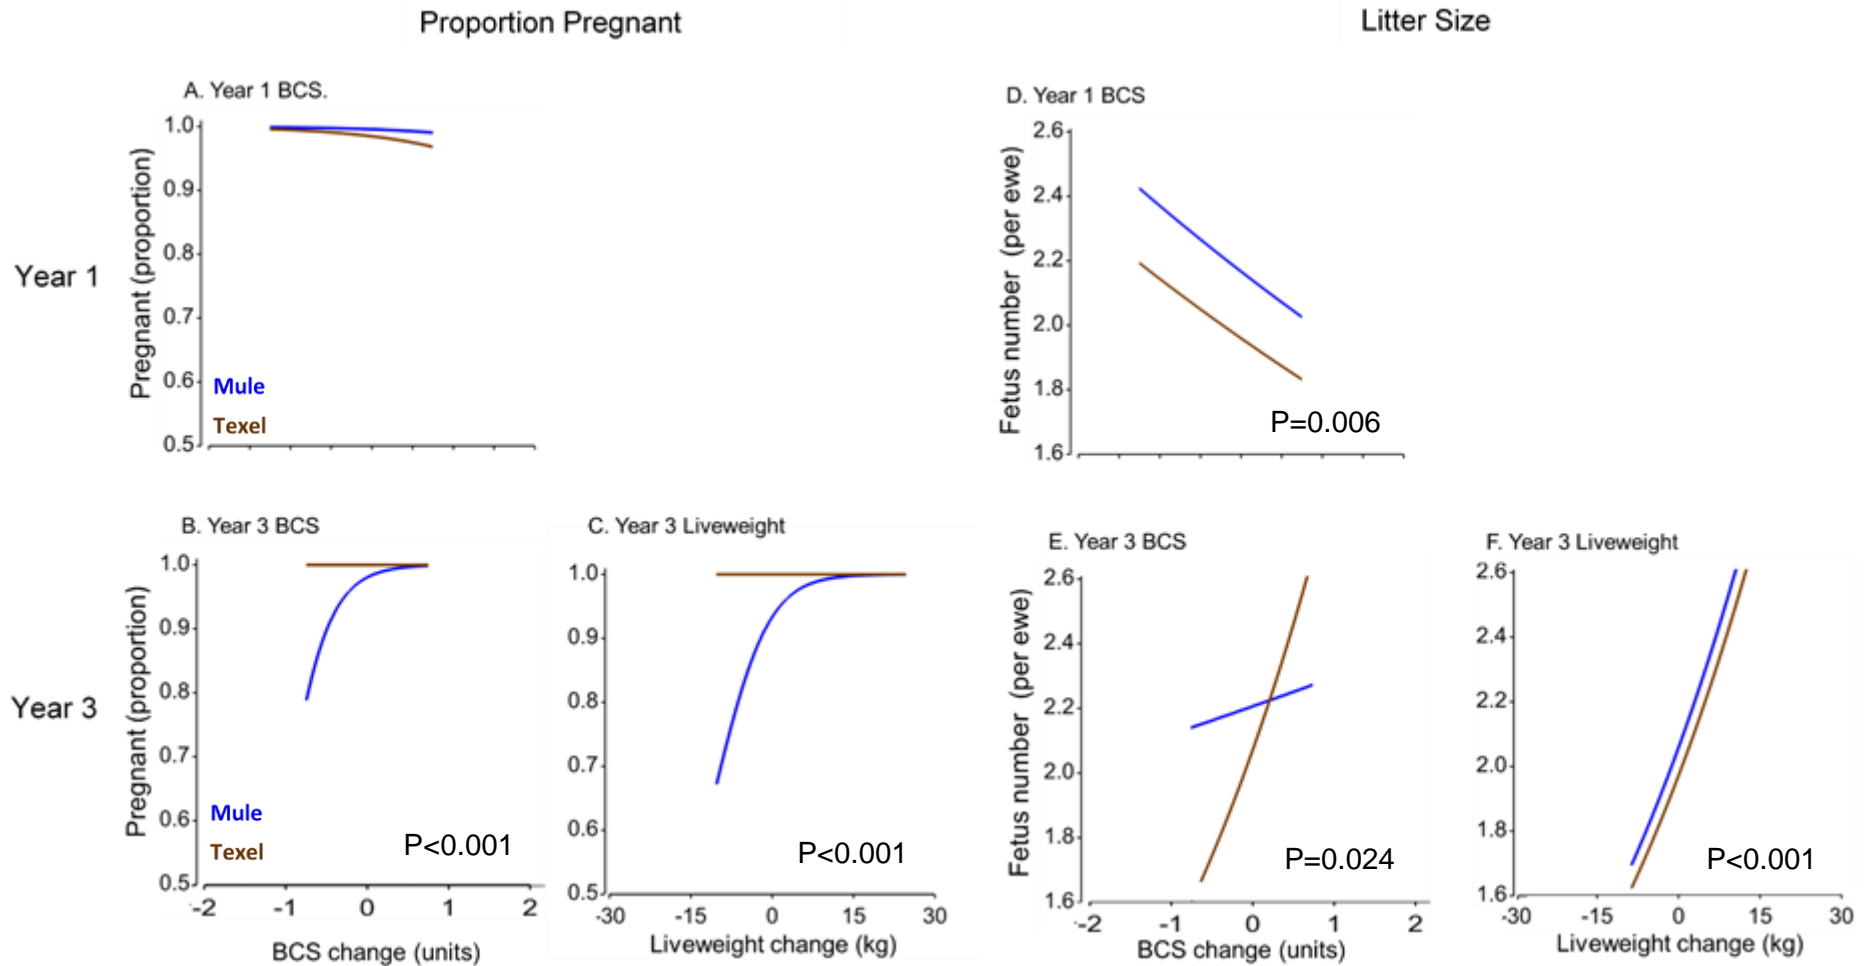 Proportion Pregnant
Litter Size
Year 1
A. Year 1 BCS.
Pregnant (proportion)
1.0
0.9
0.8
0.7
0.6
0.5
Mule
Texel
D. Year 1 BCS
Fetus number (per ewe)
2.6
2.4
2.2
2.0
1.8
1.6
P=0.006
Year 3
B. Year 3 BCS
Pregnant (proportion)
1.0
0.9
0.8
0.7
0.6
0.5
Mule
Texel
P<0.001
-2 -1 0 1 2
BCS change (units)
C. Year 3 Liveweight
1.0
0.9
0.8
0.7
0.6
0.5
P<0.001
-30 -15 0 15 30
Liveweight change (kg)
E. Year 3 BCS
Fetus number (per ewe)
2.6
2.4
2.2
2.0
1.8
1.6
P=0.024
-2 -1 0 1 2
BCS change (units)
F. Year 3 Liveweight
2.6
2.4
2.2
2.0
1.8
1.6
P<0.001
-30 -15 0 15 30
Liveweight change (kg)